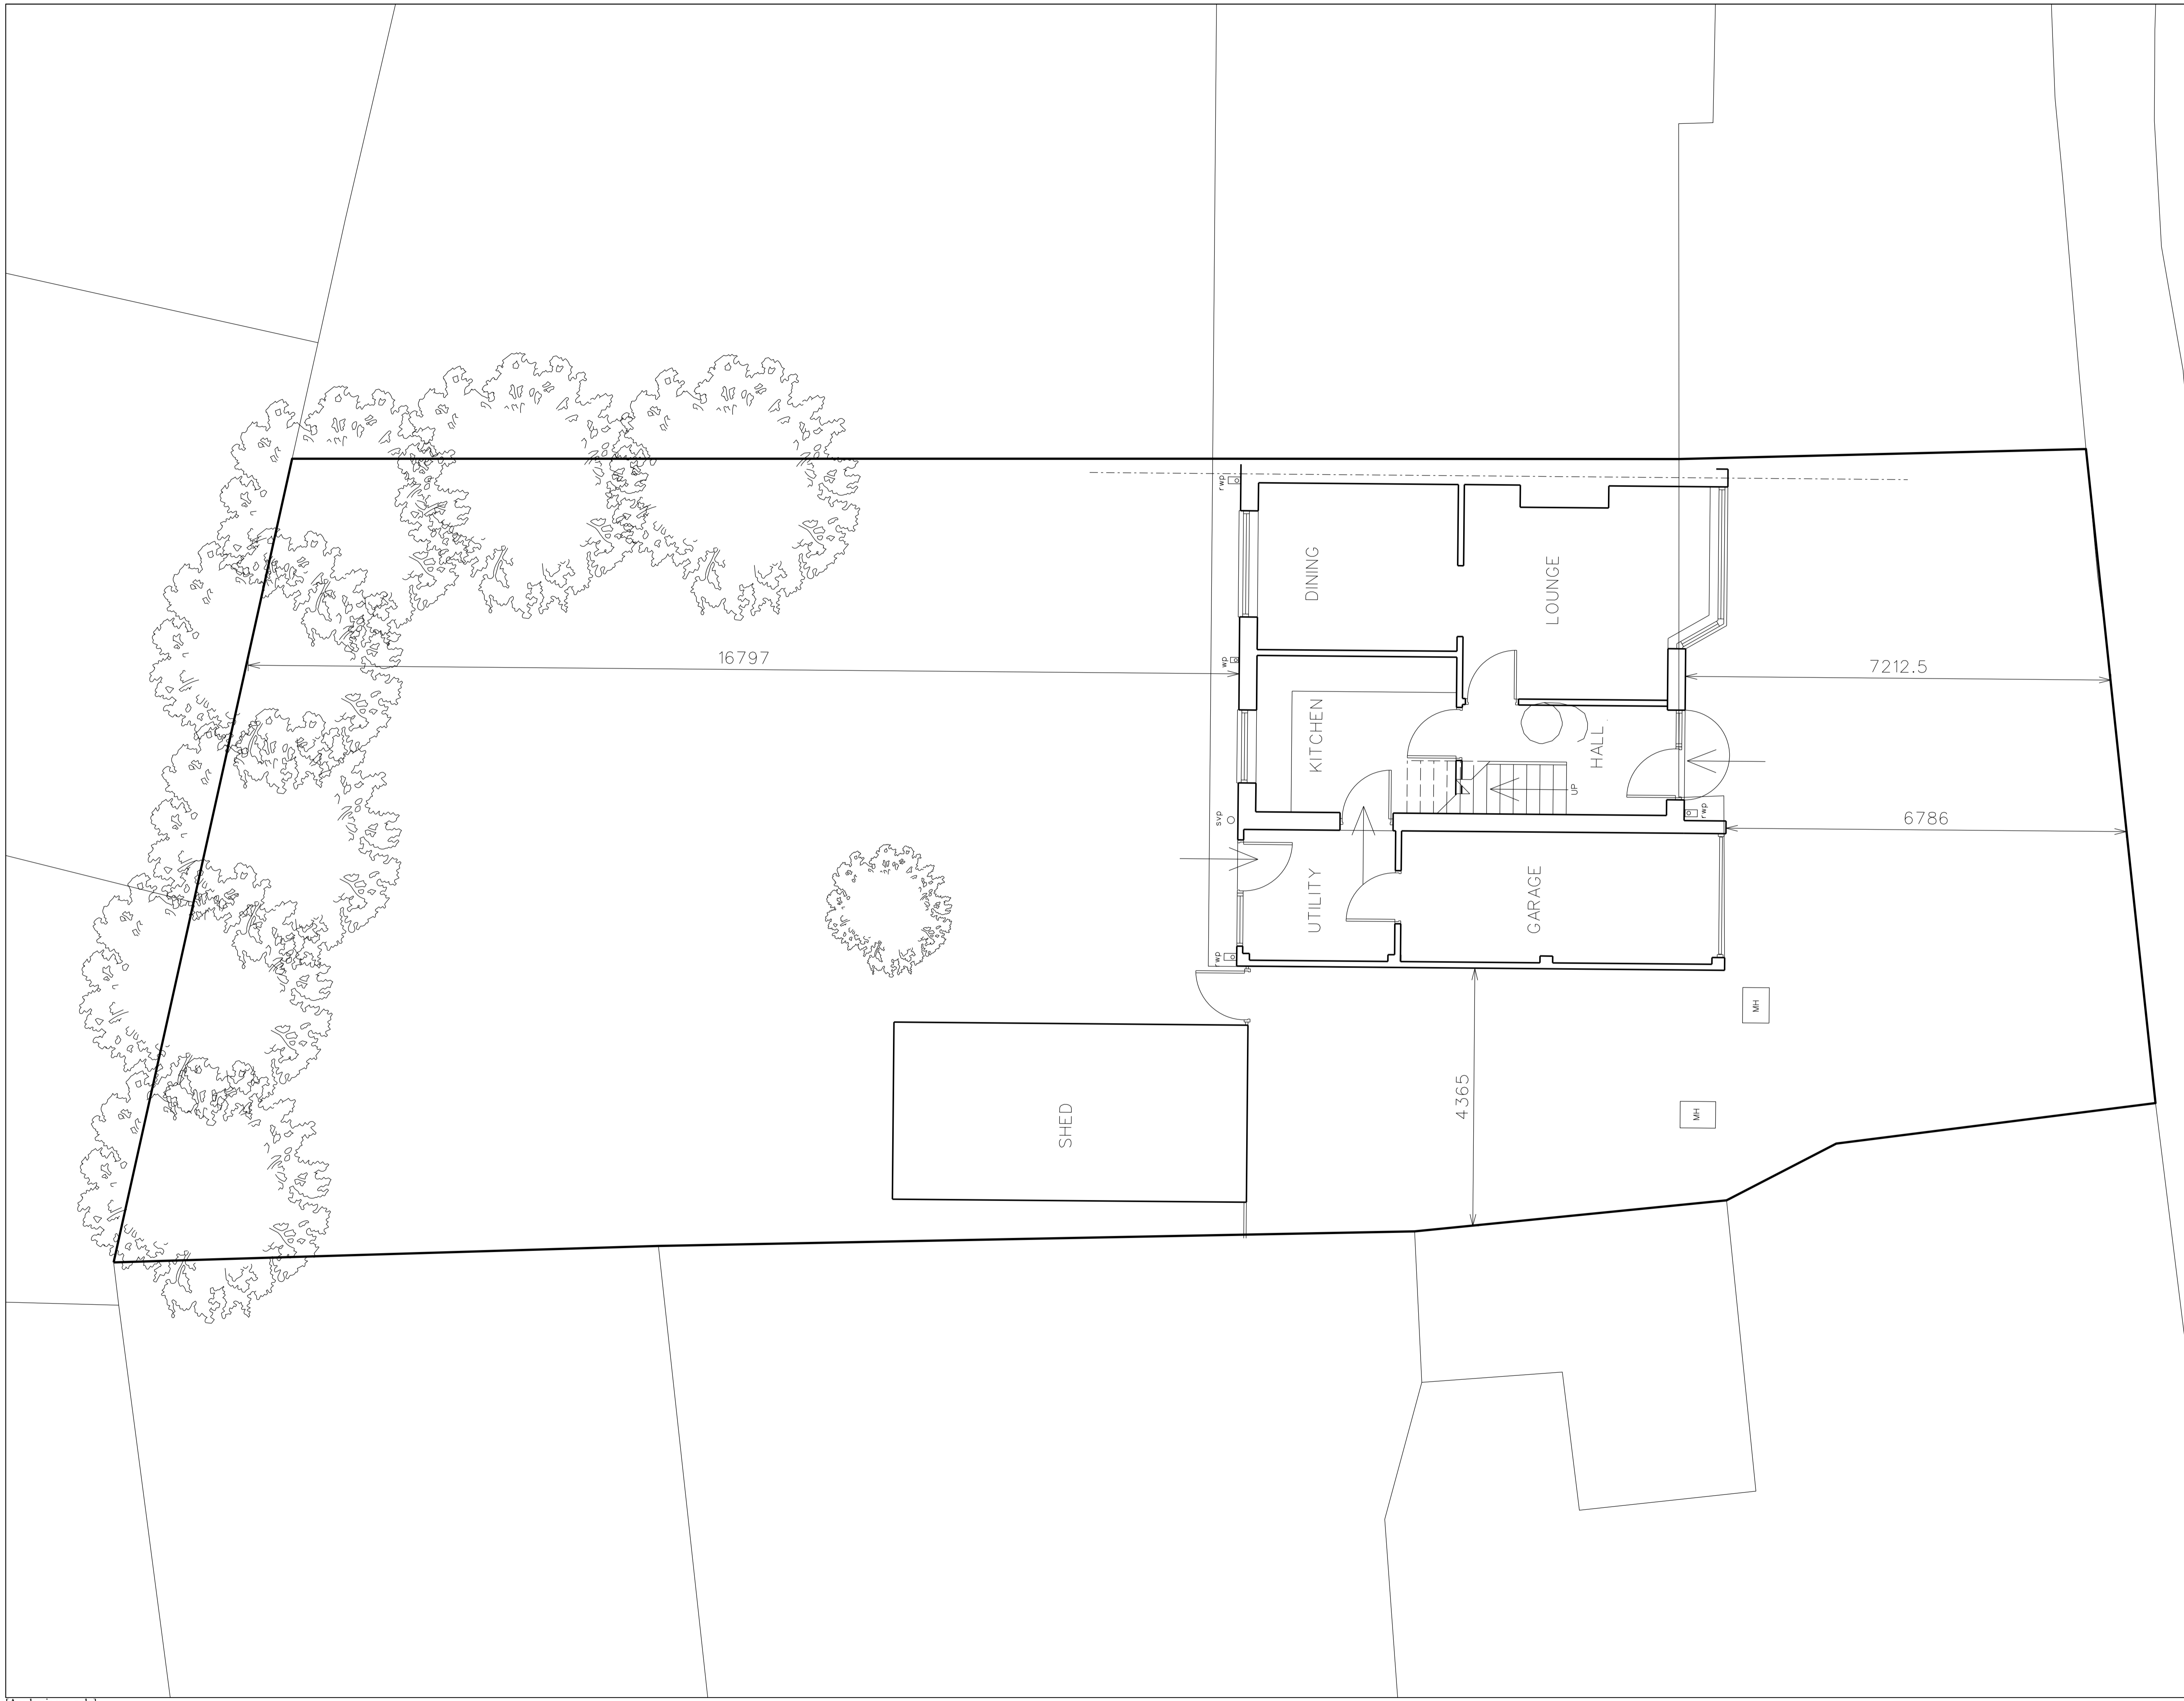 rwp
DINING
LOUNGE
16797
wp
7212.5
KITCHEN
HALL
UP
svp
rwp
6786
UTILITY
GARAGE
rwp
MH
4365
SHED
MH